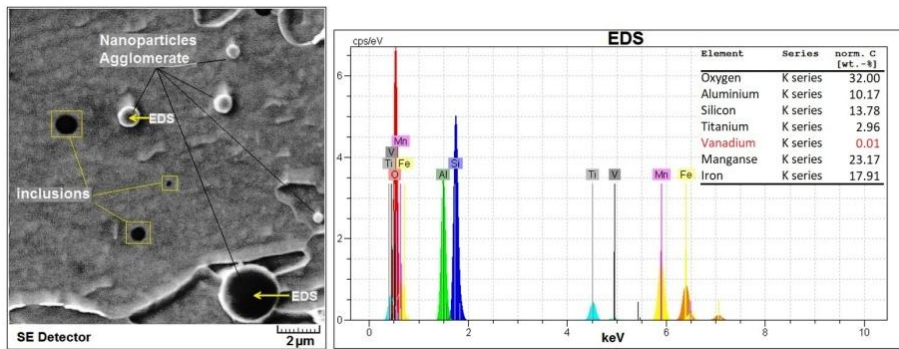 Nanoparticles
Agglomerate
EDS
inclusions
EDS
SE Detector
2µm
EDS
cps/eV
Element Series norm. C
[wt.-%]
Oxygen K series 32.00
Aluminium K series 10.17
Silicon K series 13.78
Titanium K series 2.96
Vanadium K series 0.01
Manganse K series 23.17
Iron K series 17.91
6
4
2
0
Mn
V
Ti Fe
O
Al
Si
Ti
V
Mn
Fe
0 2 4 6 8 10
keV